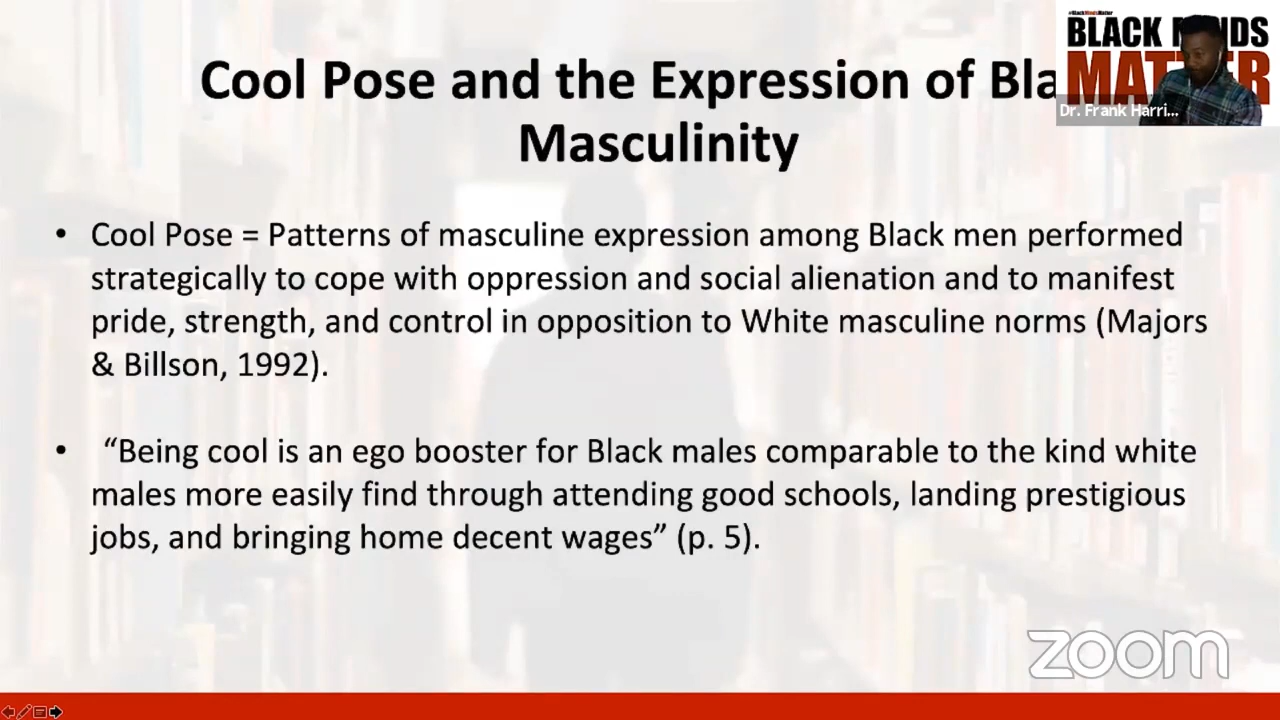 #BlackMindsMatter
BLACK M NDS
MATTER
Dr. Frank Harri...
Cool Pose and the Expression of Bla
Masculinity
• Cool Pose = Patterns of masculine expression among Black men performed
strategically to cope with oppression and social alienation and to manifest
pride, strength, and control in opposition to White masculine norms (Majors
& Billson, 1992).
• “Being cool is an ego booster for Black males comparable to the kind white
males more easily find through attending good schools, landing prestigious
jobs, and bringing home decent wages” (p. 5).
zoom